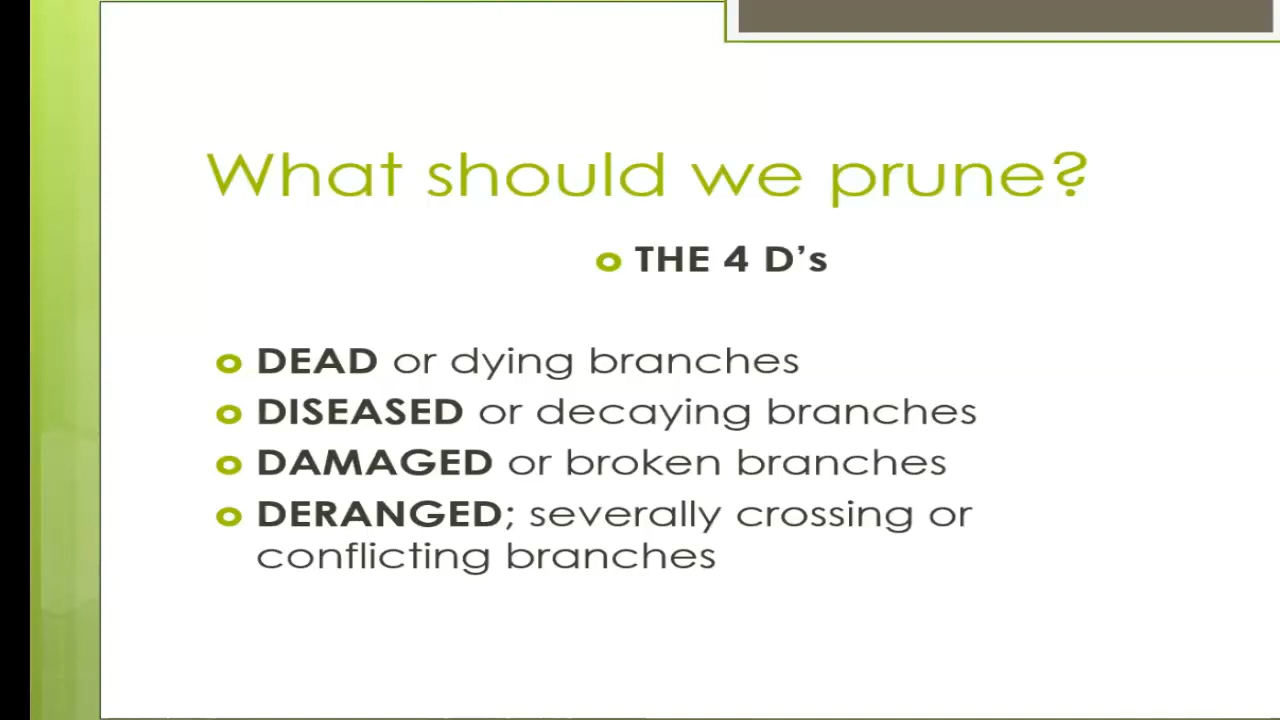 What should we prune?
THE 4 D’s
DEAD or dying branches
DISEASED or decaying branches
DAMAGED or broken branches
DERANGED; severally crossing or
conflicting branches